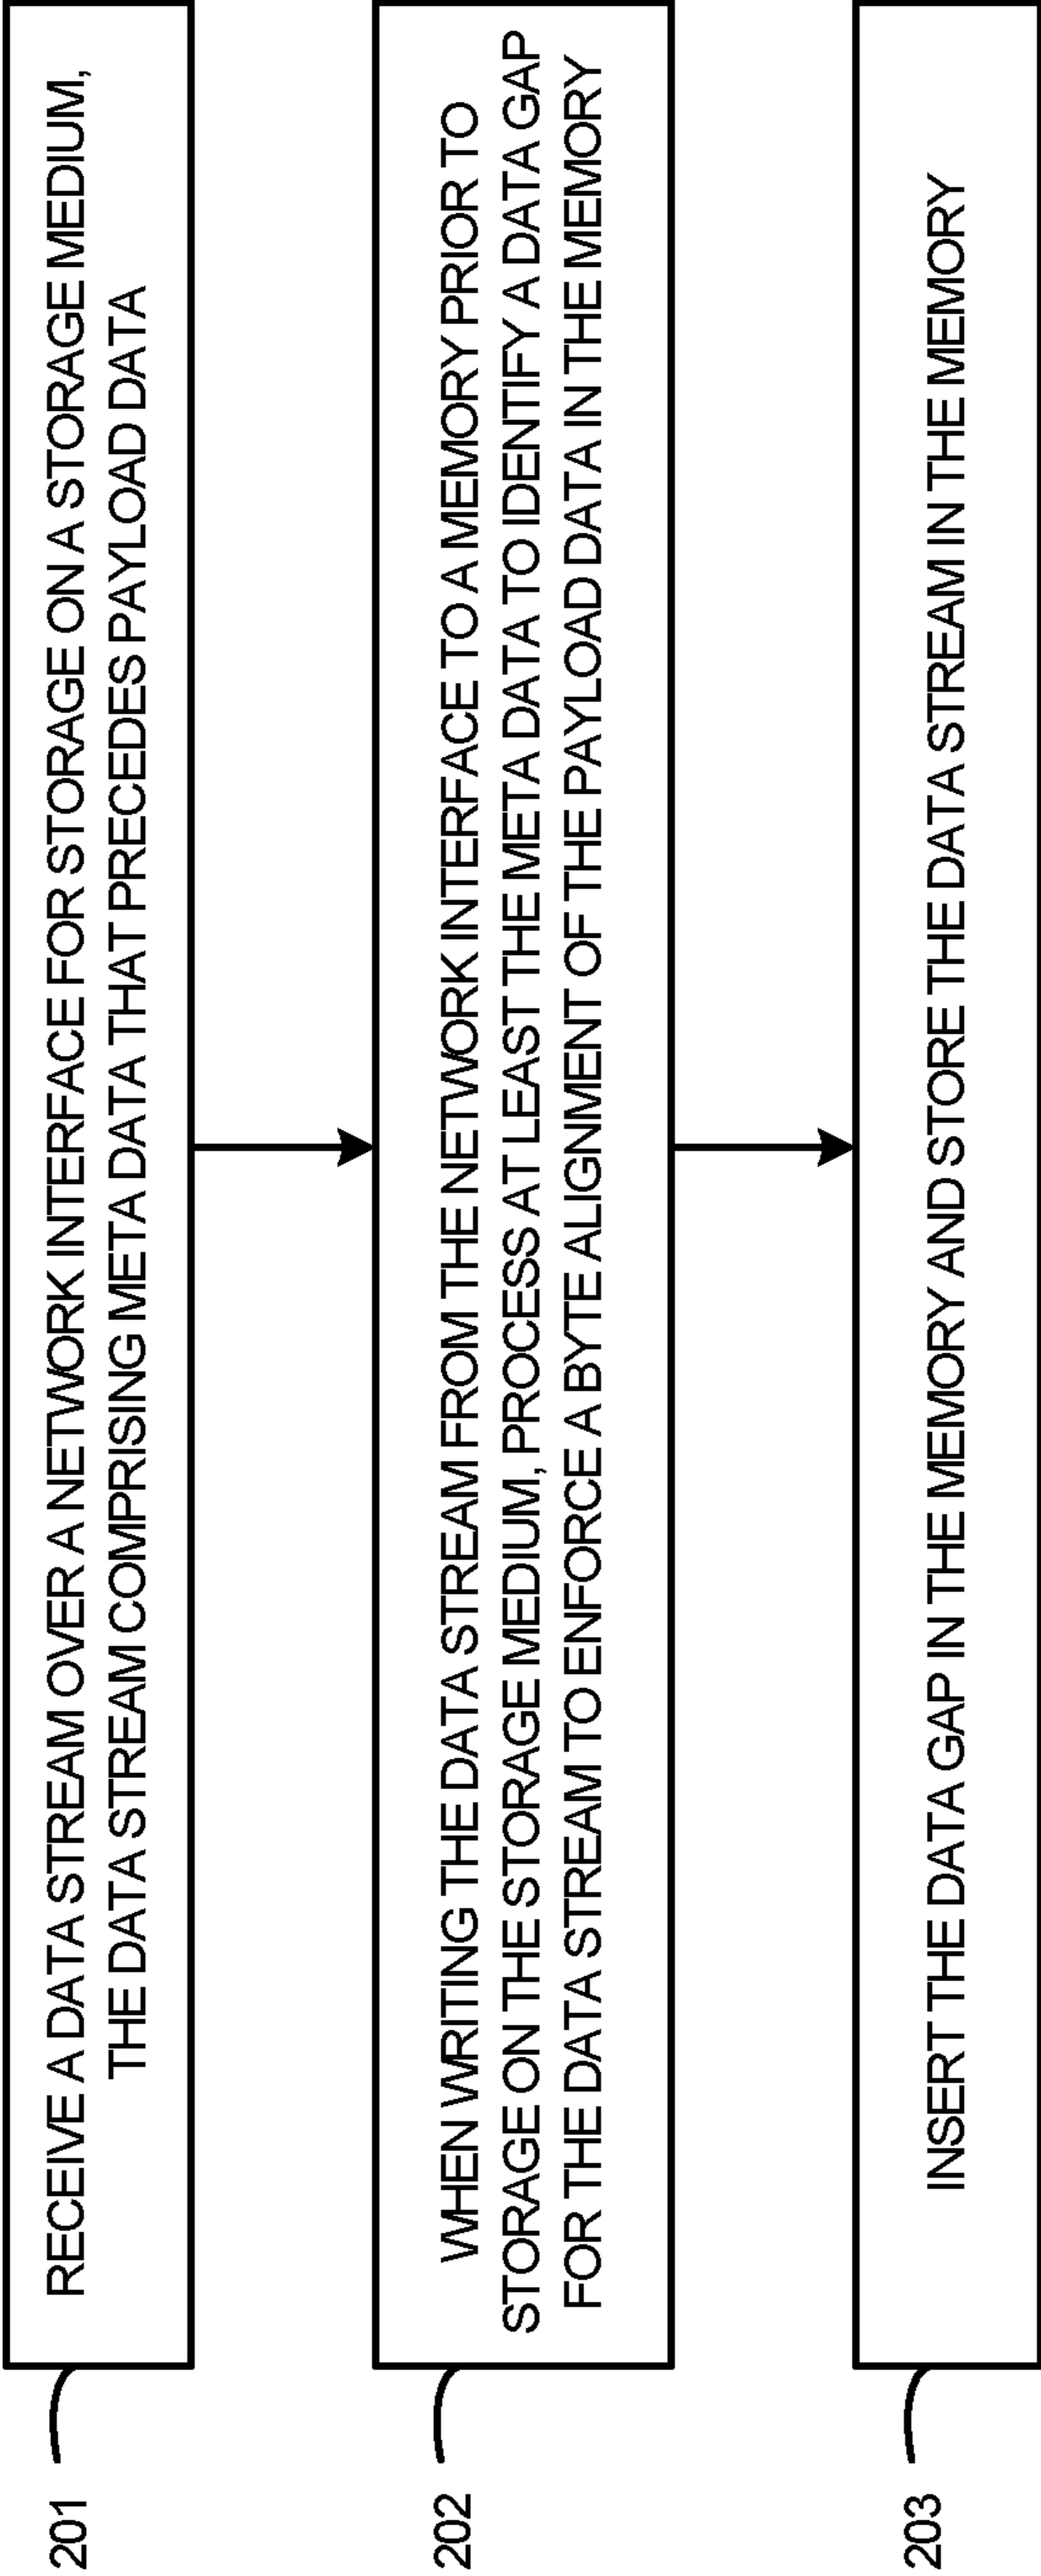 201
RECEIVE A DATA STREAM OVER A NETWORK INTERFACE FOR STORAGE ON A STORAGE MEDIUM,
THE DATA STREAM COMPRISING META DATA THAT PRECEDES PAYLOAD DATA
202
WHEN WRITING THE DATA STREAM FROM THE NETWORK INTERFACE TO A MEMORY PRIOR TO
STORAGE ON THE STORAGE MEDIUM, PROCESS AT LEAST THE META DATA TO IDENTIFY A DATA GAP
FOR THE DATA STREAM TO ENFORCE A BYTE ALIGNMENT OF THE PAYLOAD DATA IN THE MEMORY
203
INSERT THE DATA GAP IN THE MEMORY AND STORE THE DATA STREAM IN THE MEMORY